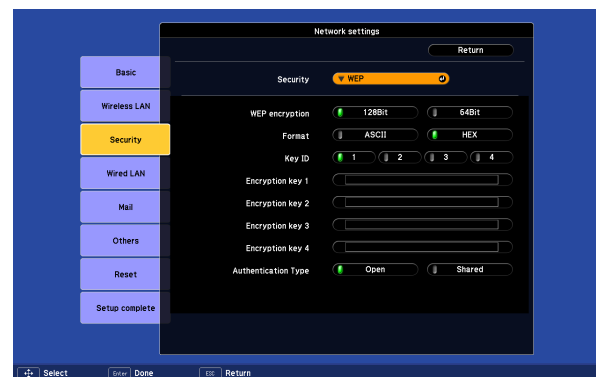 Network settings
Return
Basic
Security WEP
Wireless LAN
WEP encryption 128Bit 64Bit
Security
Format ASCII HEX
Key ID 1 2 3 4
Wired LAN
Encryption key 1
Mail
Encryption key 2
Encryption key 3
Others
Encryption key 4
Reset
Authentication Type Open Shared
Setup complete
Select Enter Done ESC Return